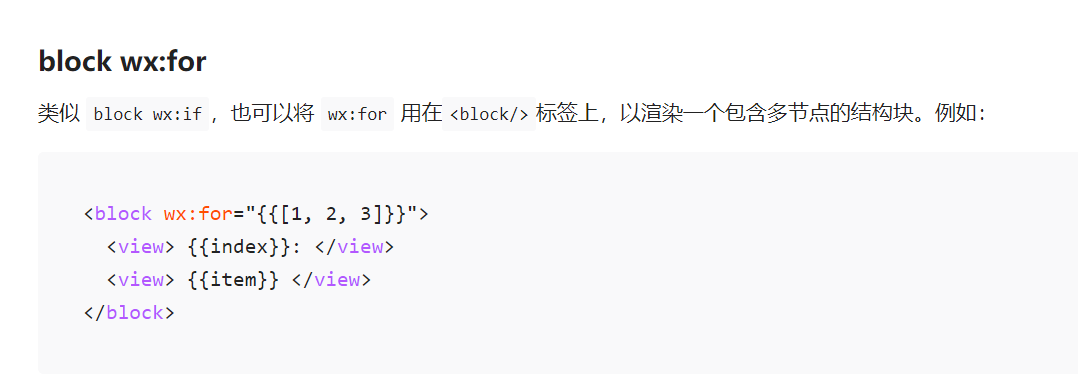 block wx:for
类似 block wx:if ，也可以将 wx:for 用在 <block/> 标签上，以渲染一个包含多节点的结构块。例如：
<block wx:for="{{[1, 2, 3]}}">
  <view> {{index}}: </view>
  <view> {{item}} </view>
</block>